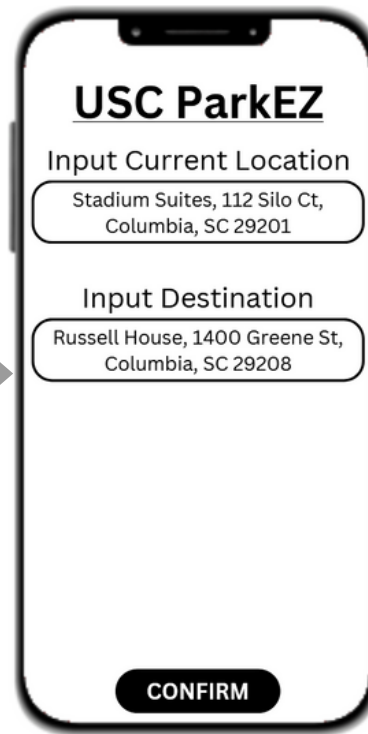 USC ParkEZ
Input Current Location
Stadium Suites, 112 Silo Ct,
Columbia, SC 29201
Input Destination
Russell House, 1400 Greene St,
Columbia, SC 29208
CONFIRM